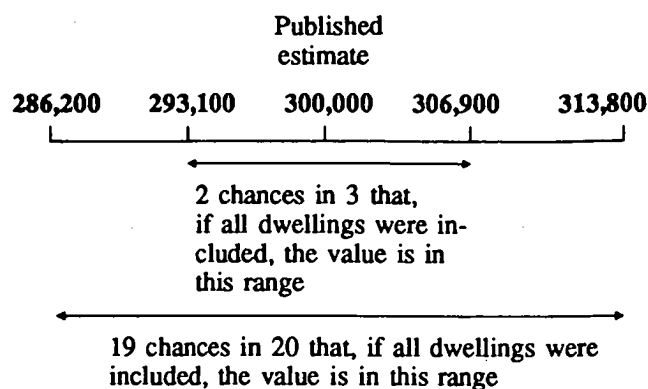 Published
estimate
286,200 293,100 300,000 306,900 313,800
2 chances in 3 that,
if all dwellings were in-
cluded, the value is in
this range
19 chances in 20 that, if all dwellings were
included, the value is in this range